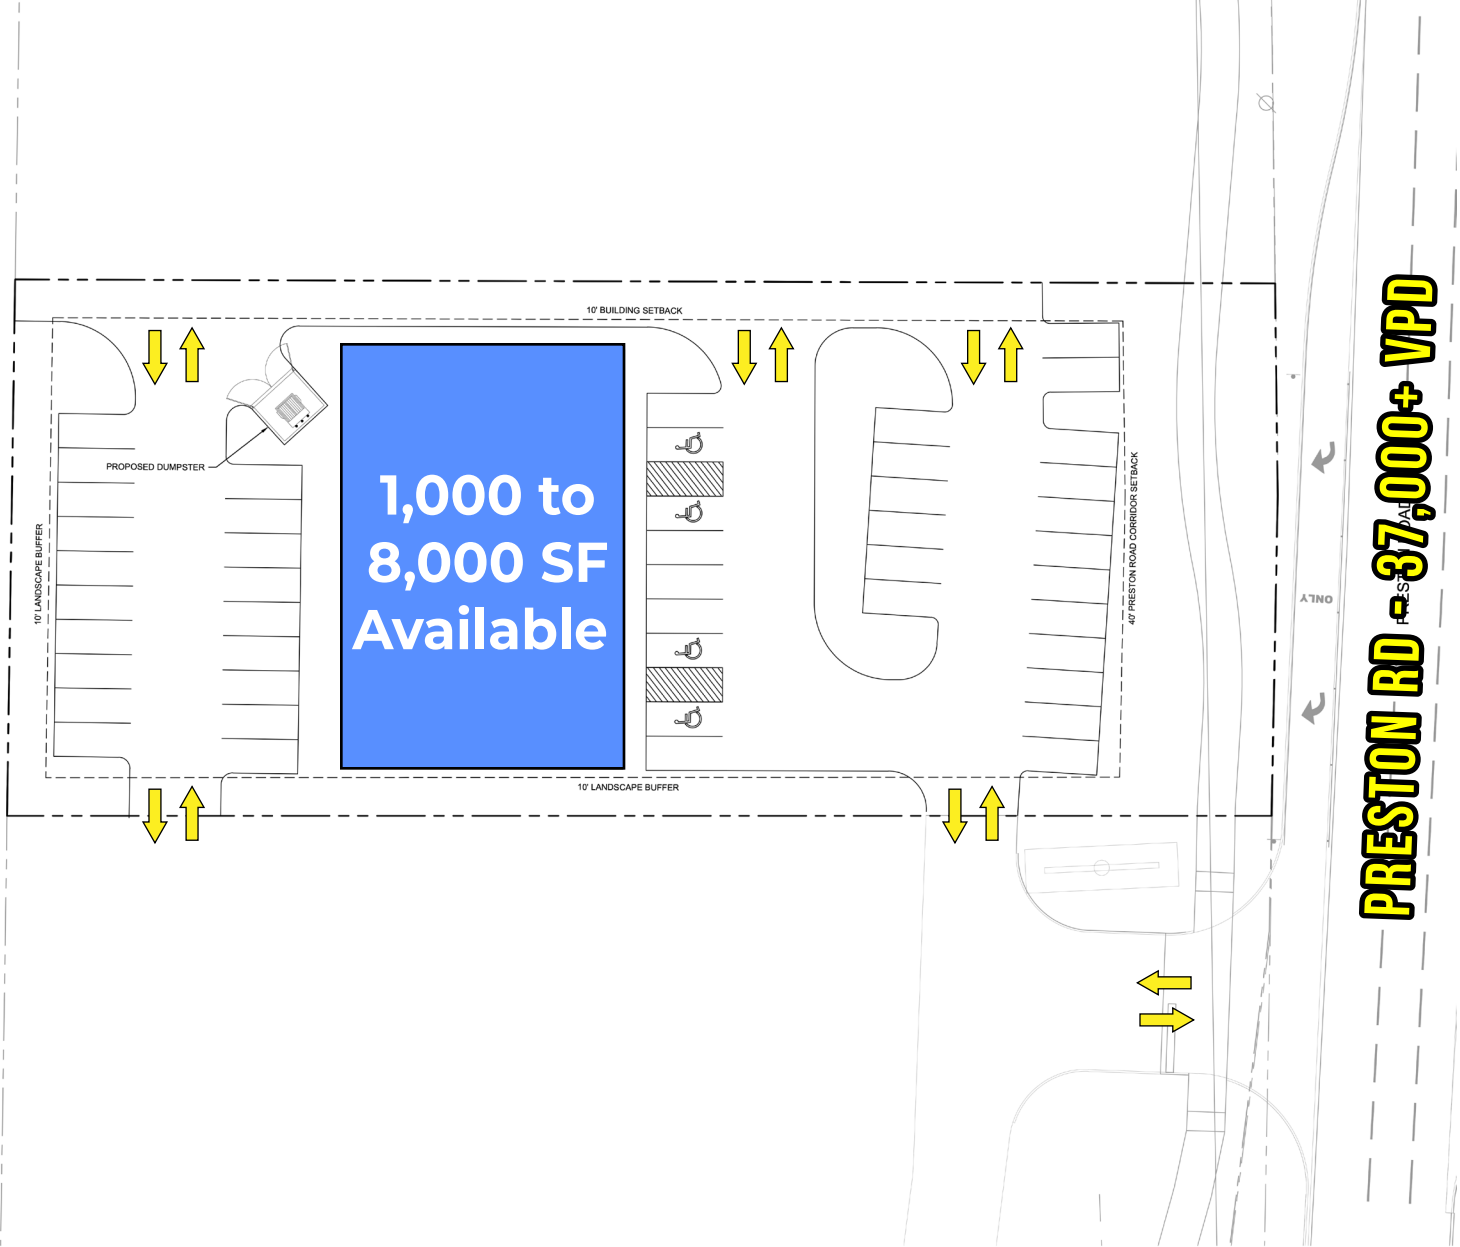 10' BUILDING SETBACK
PROPOSED DUMPSTER
10' LANDSCAPE BUFFER
1,000 to
8,000 SF
Available
40' PRESTON ROAD CORRIDOR SETBACK
10' LANDSCAPE BUFFER
ONLY
PRESTON RD - 37,000+ VPD